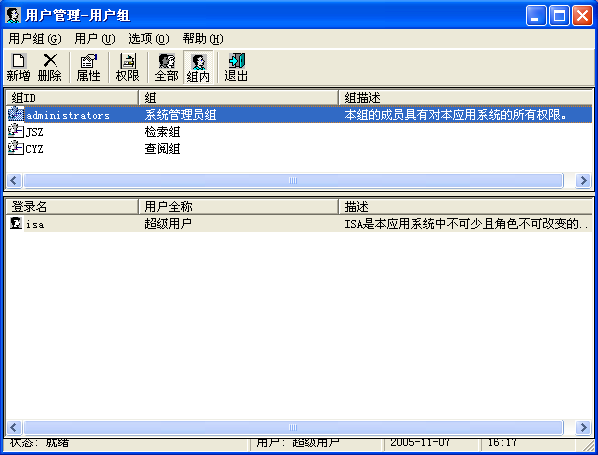 用户管理-用户组
用户组(G) 用户(U) 选项(O) 帮助(H)
新增 删除 属性 权限 全部 组内 退出
组ID 组 组描述
administrators 系统管理员组 本组的成员具有对本应用系统的所有权限。
JSZ 检索组
CYZ 查阅组
登录名 用户全称 描述
isa 超级用户 ISA是本应用系统中不可少且角色不可改变的..
状态: 就绪 用户: 超级用户 2005-11-07 16:17